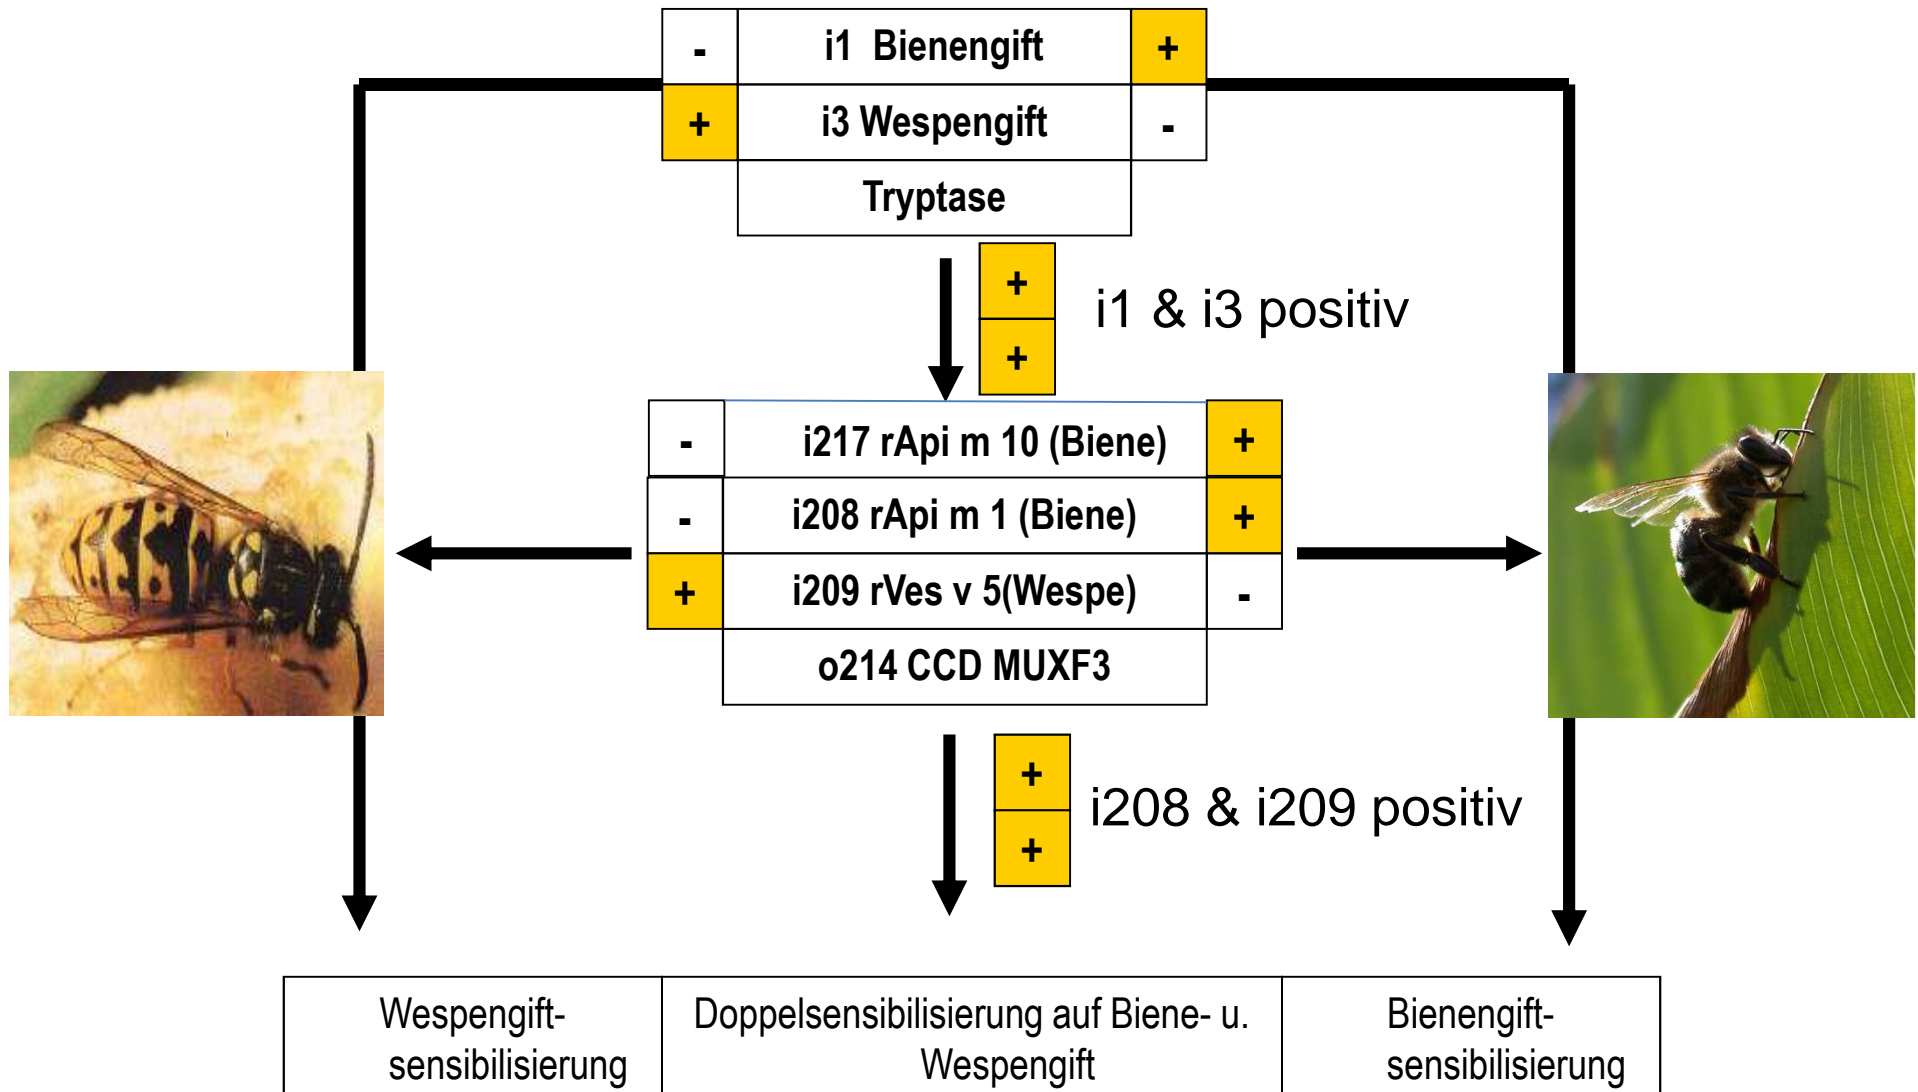 - i1  Bienengift +
+ i3 Wespengift -
Tryptase
+
i1 & i3 positiv
+
- i217 rApi m 10 (Biene) +
- i208 rApi m 1 (Biene) +
+ i209 rVes v 5(Wespe) -
o214 CCD MUXF3
+
i208 & i209 positiv
+
Wespengift-
sensibilisierung
Doppelsensibilisierung auf Biene- u.
Wespengift
Bienengift-
sensibilisierung